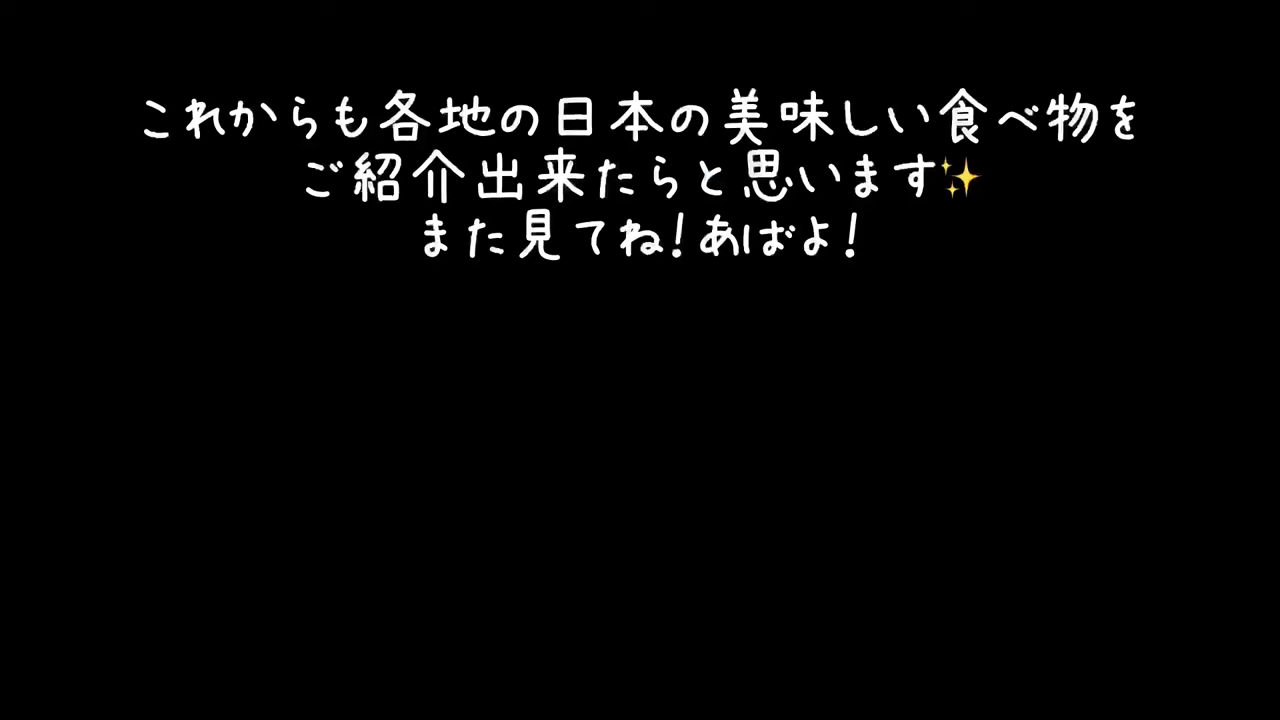 これからも各地の日本の美味しい食べ物を
ご紹介出来たらと思います✨
また見てね!あばよ!